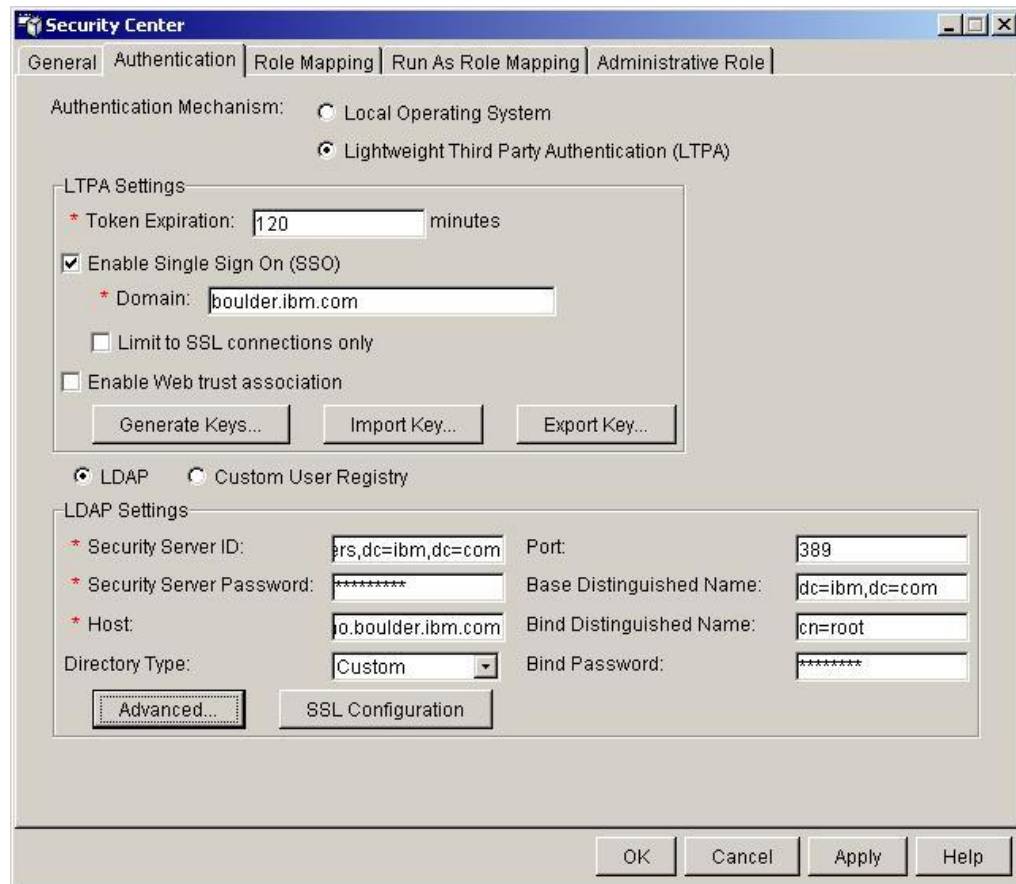 Security Center
General Authentication Role Mapping Run As Role Mapping Administrative Role
Authentication Mechanism: Local Operating System
Lightweight Third Party Authentication (LTPA)
LTPA Settings
* Token Expiration: 120 minutes
Enable Single Sign On (SSO)
* Domain: boulder.ibm.com
Limit to SSL connections only
Enable Web trust association
Generate Keys... Import Key... Export Key...
LDAP Custom User Registry
LDAP Settings
* Security Server ID: ers,dc=ibm,dc=com Port: 389
* Security Server Password: ********* Base Distinguished Name: dc=ibm,dc=com
* Host: o.boulder.ibm.com Bind Distinguished Name: cn=root
Directory Type: Custom Bind Password: ********
Advanced... SSL Configuration
OK Cancel Apply Help